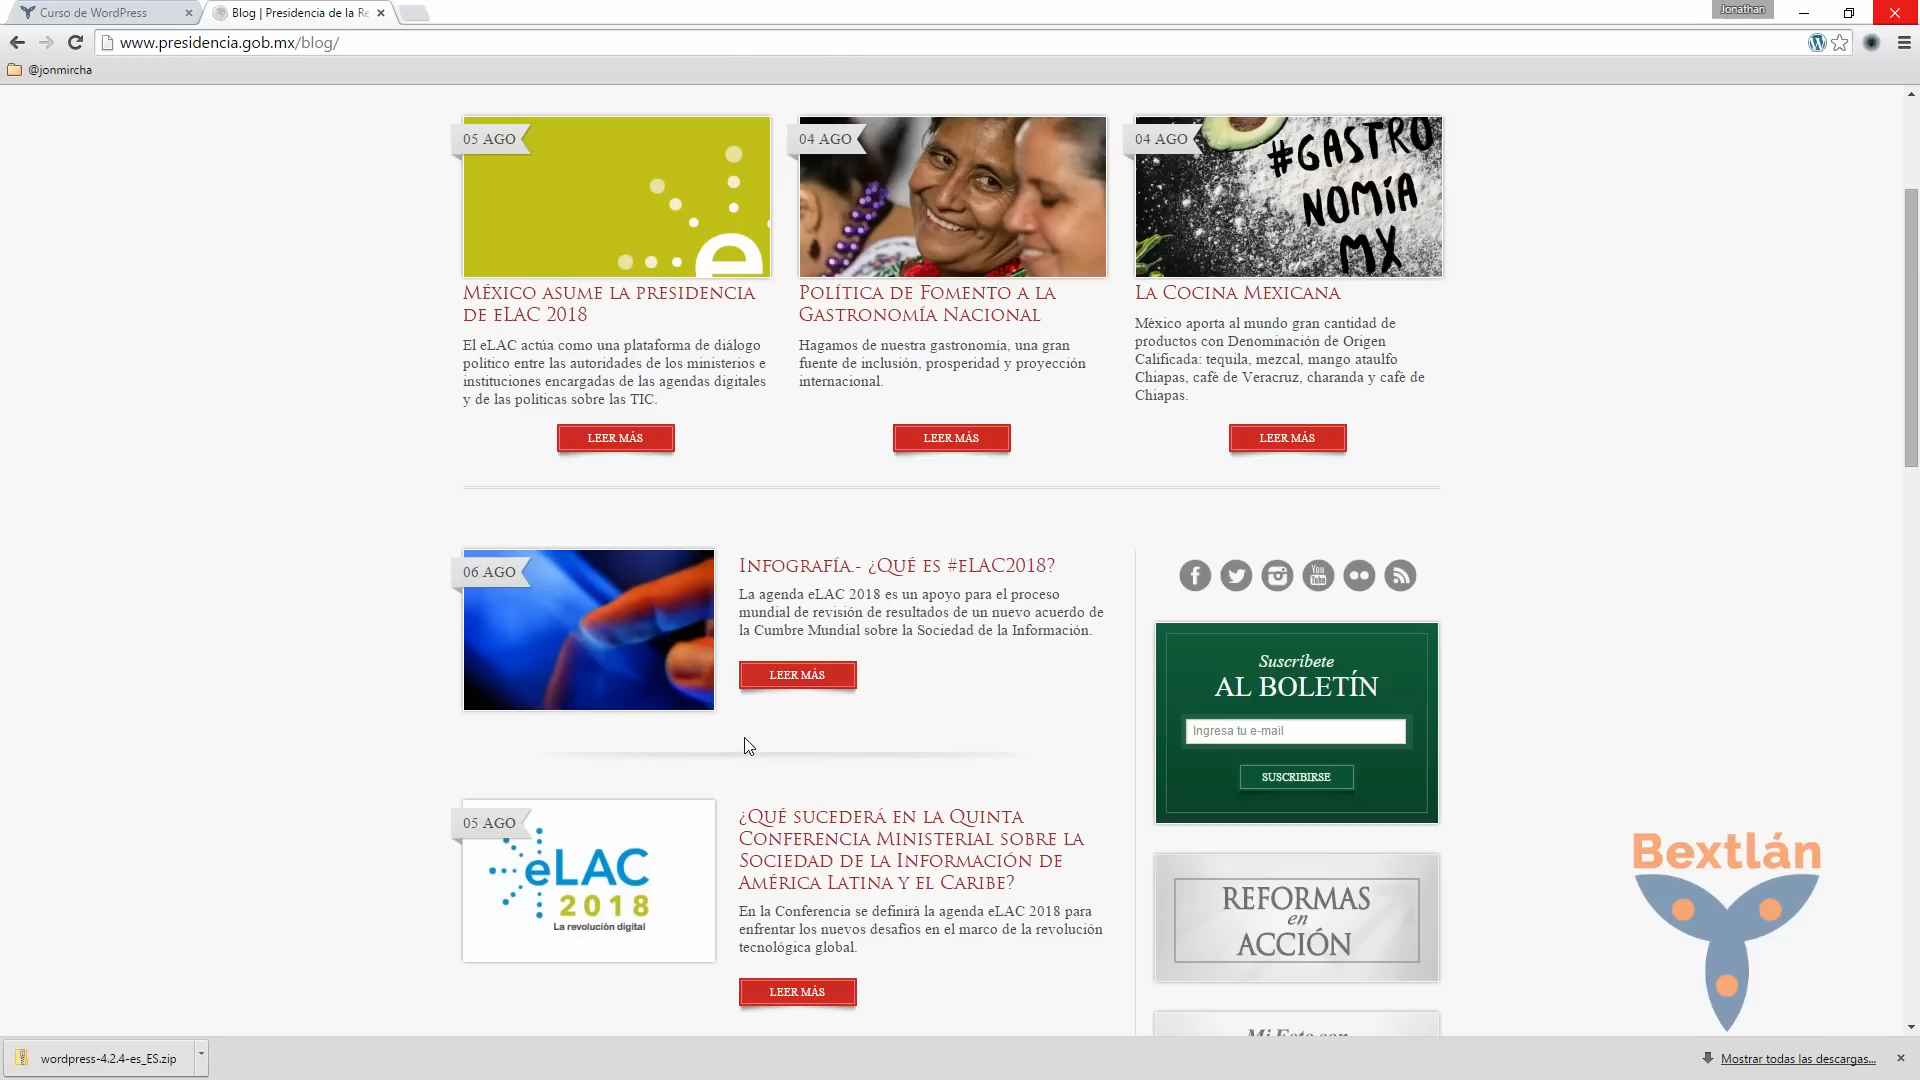 Curso de WordPress
Blog | Presidencia de la Re
Jonathan
www.presidencia.gob.mx/blog/
@jonmircha
05 AGO
04 AGO
04 AGO
#GASTRO
NOMÍA
MX
e
MÉXICO ASUME LA PRESIDENCIA
DE eLAC 2018
El eLAC actúa como una plataforma de diálogo
político entre las autoridades de los ministerios e
instituciones encargadas de las agendas digitales
y de las políticas sobre las TIC.
LEER MÁS
POLÍTICA DE FOMENTO A LA
GASTRONOMÍA NACIONAL
Hagamos de nuestra gastronomía, una gran
fuente de inclusión, prosperidad y proyección
internacional.
LEER MÁS
LA COCINA MEXICANA
México aporta al mundo gran cantidad de
productos con Denominación de Origen
Calificada: tequila, mezcal, mango ataulfo
Chiapas, café de Veracruz, charanda y café de
Chiapas.
LEER MÁS
06 AGO
INFOGRAFÍA.- ¿QUÉ ES #eLAC2018?
La agenda eLAC 2018 es un apoyo para el proceso
mundial de revisión de resultados de un nuevo acuerdo de
la Cumbre Mundial sobre la Sociedad de la Información.
LEER MÁS
05 AGO
eLAC
2018
La revolución digital
¿QUÉ SUCEDERÁ EN LA QUINTA
CONFERENCIA MINISTERIAL SOBRE LA
SOCIEDAD DE LA INFORMACIÓN DE
AMÉRICA LATINA Y EL CARIBE?
En la Conferencia se definirá la agenda eLAC 2018 para
enfrentar los nuevos desafíos en el marco de la revolución
tecnológica global.
LEER MÁS
You
Tube
Suscríbete
AL BOLETÍN
Ingresa tu e-mail
SUSCRIBIRSE
REFORMAS
en
ACCIÓN
Mi Foto con
Bextlán
wordpress-4.2.4-es_ES.zip
Mostrar todas las descargas...